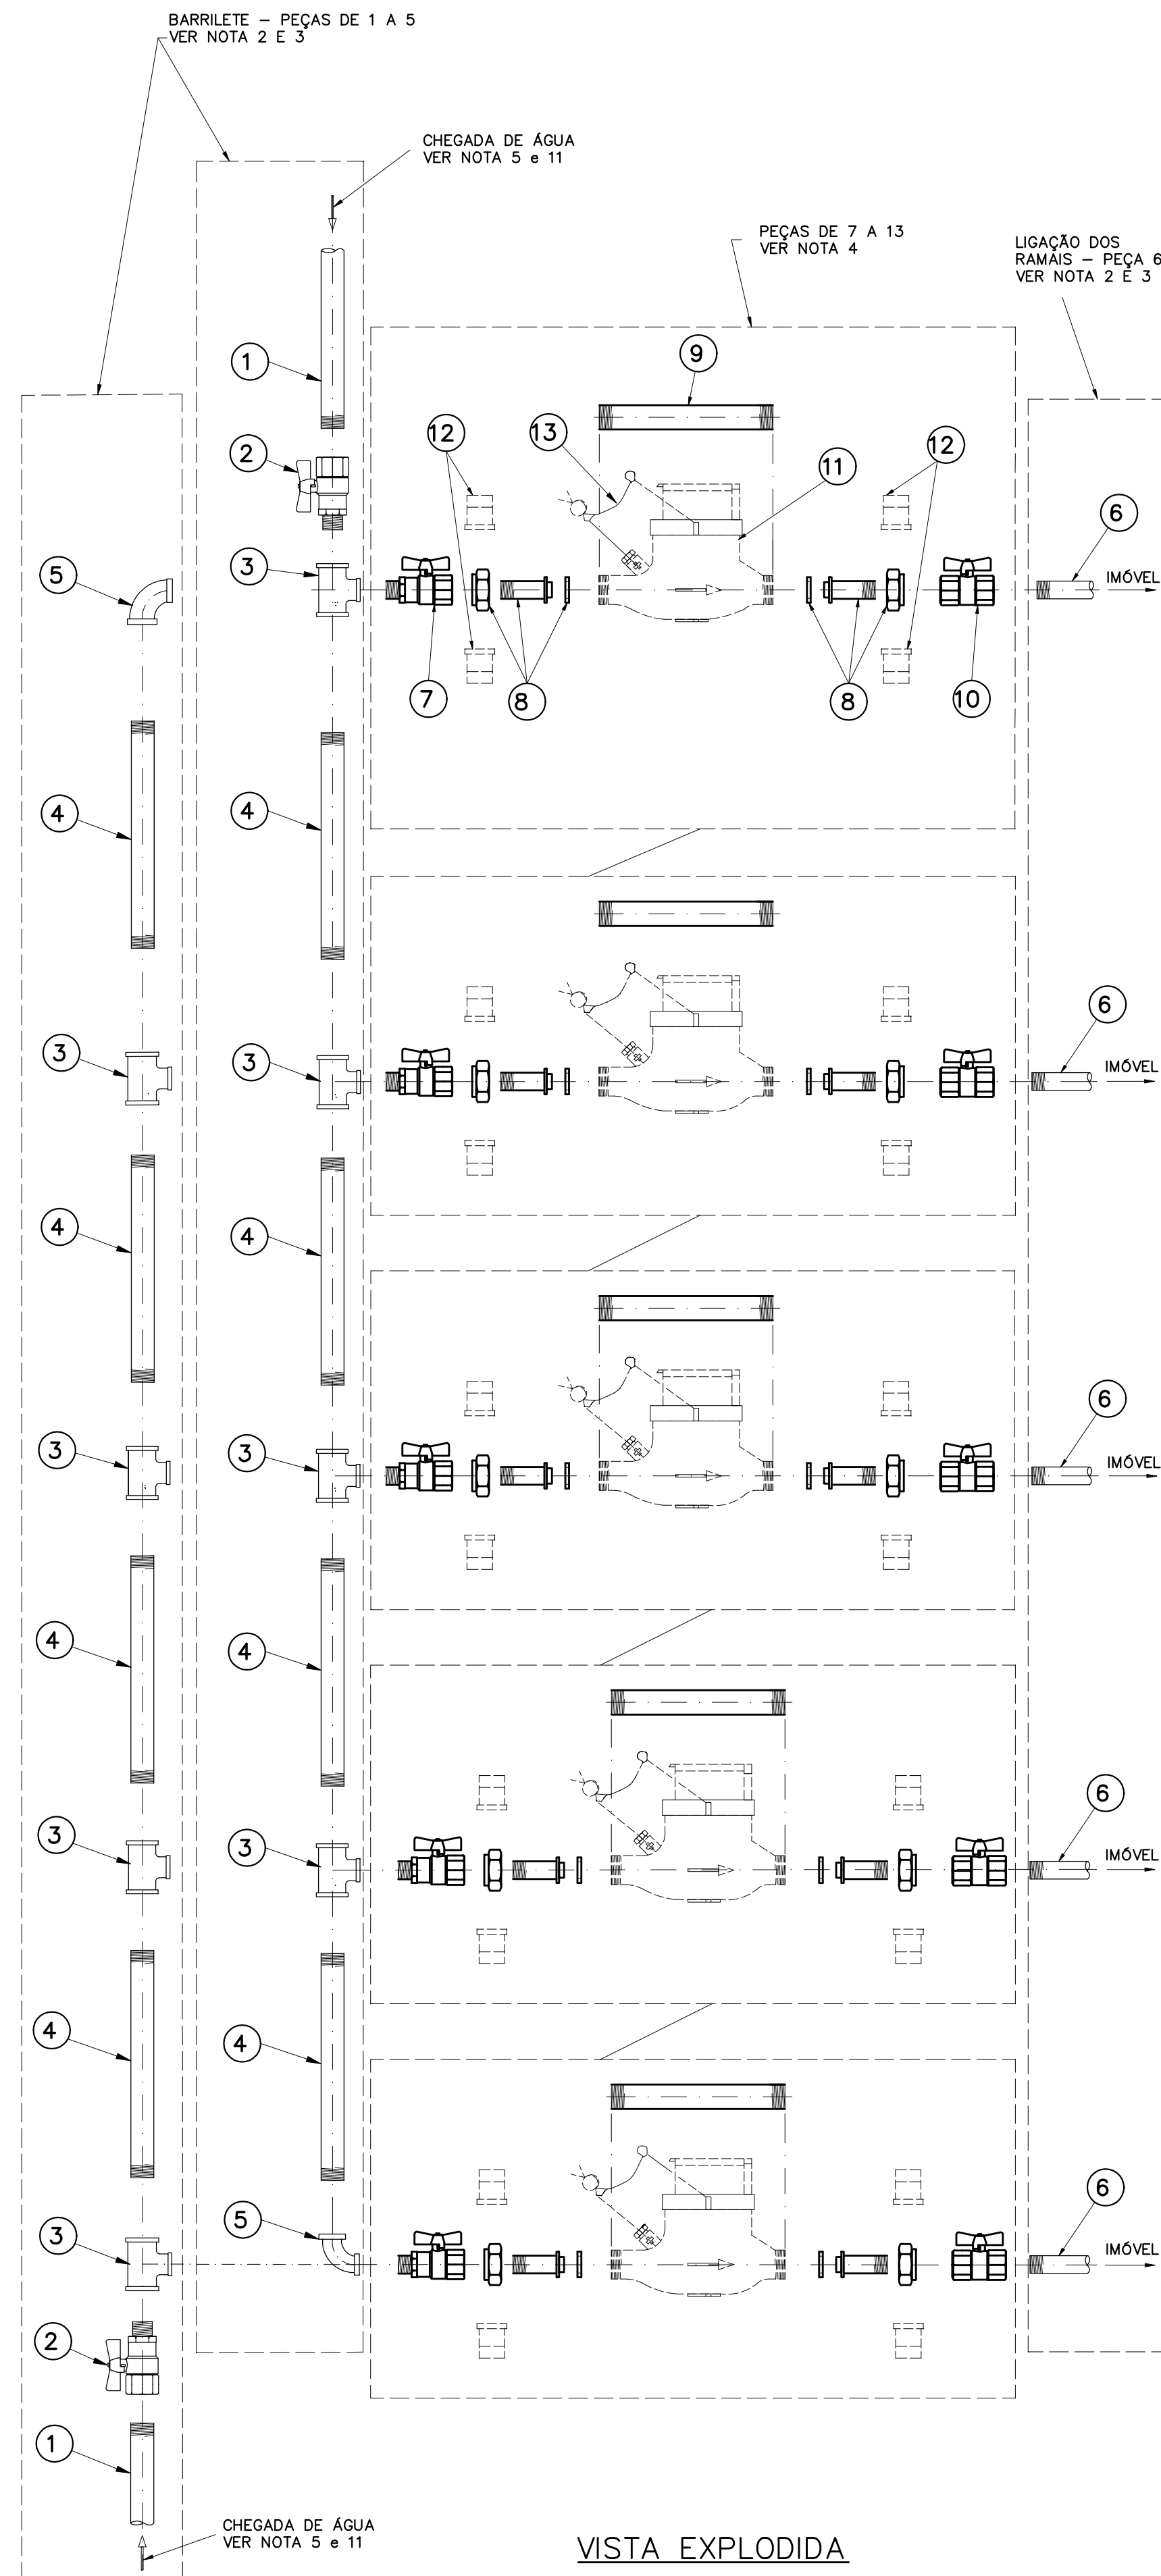 BARRILETE – PEÇAS DE 1 A 5
VER NOTA 2 E 3
CHEGADA DE ÁGUA
VER NOTA 5 e 11
PEÇAS DE 7 A 13
VER NOTA 4
LIGAÇÃO DOS
RAMAIS – PEÇA 6
VER NOTA 2 E 3
1
9
2
12
13
11
12
3
6
5
IMÓVEL
7
8
8
10
4
4
6
3
3
IMÓVEL
4
4
6
3
3
IMÓVEL
4
4
6
3
3
IMÓVEL
4
4
6
5
3
IMÓVEL
2
1
CHEGADA DE ÁGUA
VER NOTA 5 e 11
VISTA EXPLODIDA